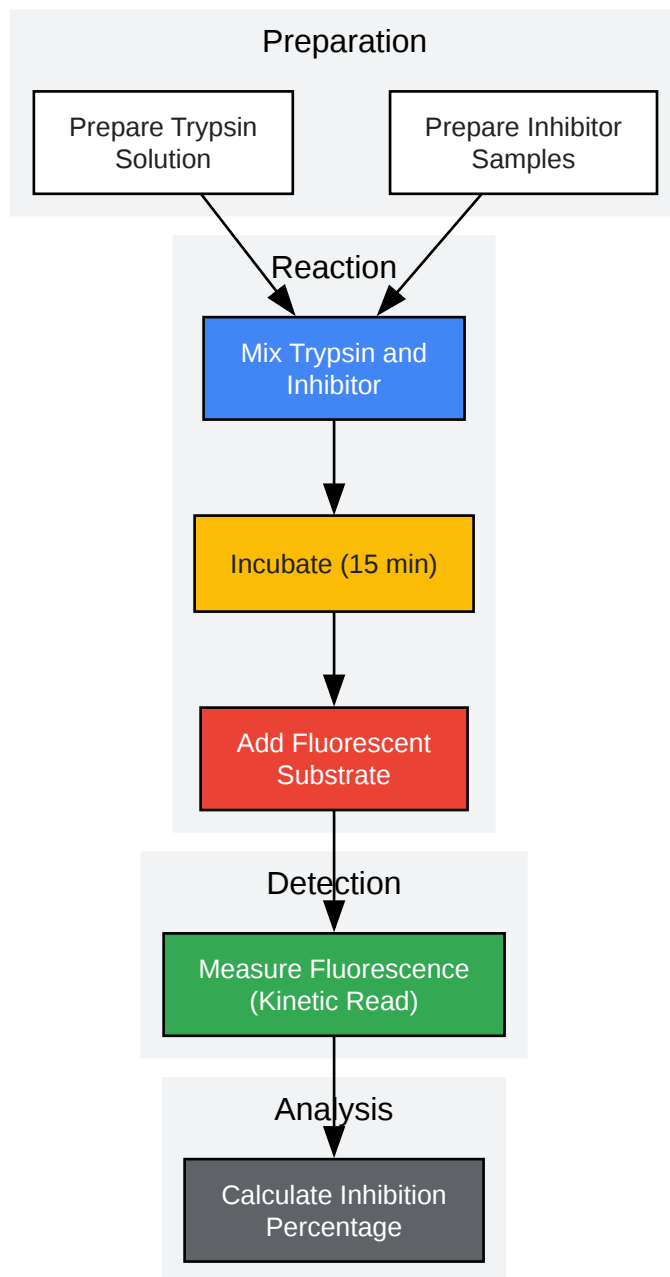 Preparation
Prepare Trypsin
Solution
Prepare Inhibitor
Samples
Reaction
Mix Trypsin and
Inhibitor
Incubate (15 min)
Add Fluorescent
Substrate
Detection
Measure Fluorescence
(Kinetic Read)
Analysis
Calculate Inhibition
Percentage